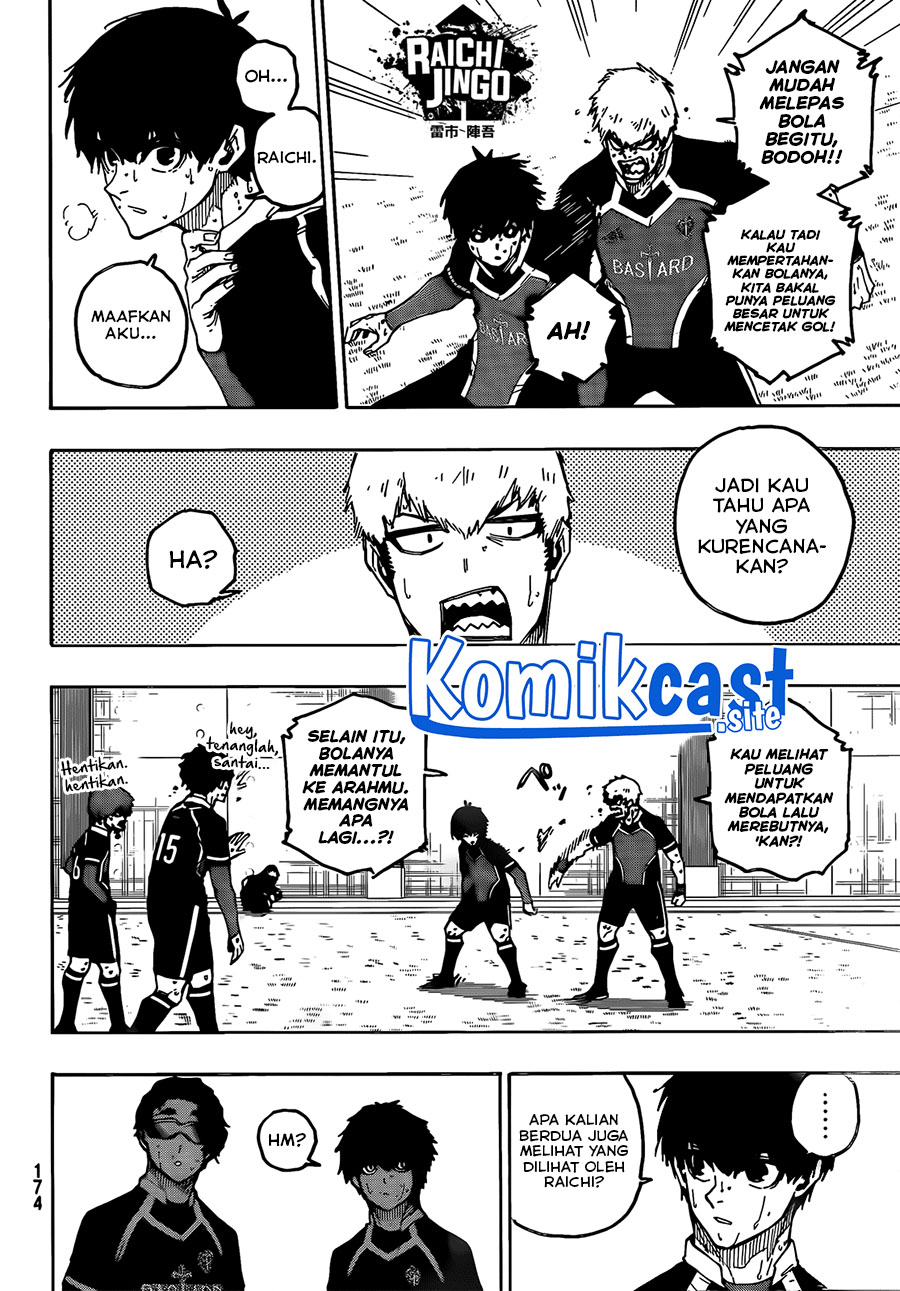 JANGAN
MUDAH
MELEPAS
BOLA
BEGITU,
BODOH!!
KALAU TADI
KAU
MEMPERTAHAN-
KAN BOLANYA,
KITA BAKAL
PUNYA PELUANG
BESAR UNTUK
MENCETAK GOL!
RAICHI
JINGO
雷市 陣吾
BASTARD
BASTAR
AH!
OH...
RAICHI.
MAAFKAN
AKU...
JADI KAU
TAHU APA
YANG
KURENCANA-
KAN?
HA?
Komikcast
.site
KAU MELIHAT
PELUANG
UNTUK
MENDAPATKAN
BOLA LALU
MEREBUTNYA,
'KAN?!
SELAIN ITU,
BOLANYA
MEMANTUL
KE ARAHMU.
MEMANGNYA
APA
LAGI...?!
hey,
tenanglah,
santai...
Hentikan.
hentikan.
15
......
APA KALIAN
BERDUA JUGA
MELIHAT YANG
DILIHAT OLEH
RAICHI?
HM?
174